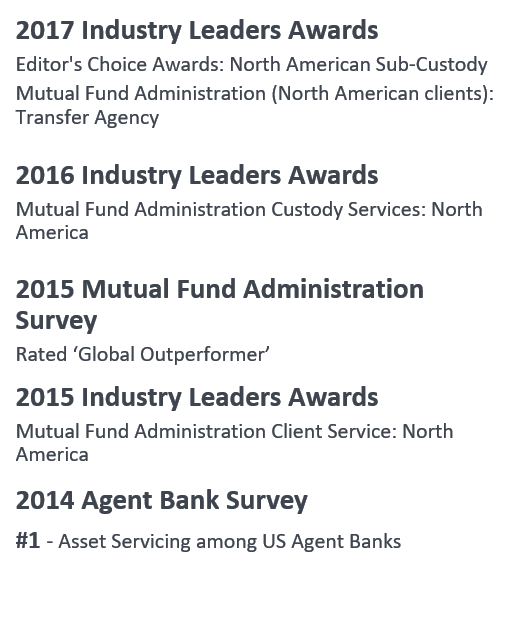 2017 Industry Leaders Awards
Editor's Choice Awards: North American Sub-Custody
Mutual Fund Administration (North American clients):
Transfer Agency
2016 Industry Leaders Awards
Mutual Fund Administration Custody Services: North
America
2015 Mutual Fund Administration
Survey
Rated ‘Global Outperformer’
2015 Industry Leaders Awards
Mutual Fund Administration Client Service: North
America
2014 Agent Bank Survey
#1 - Asset Servicing among US Agent Banks